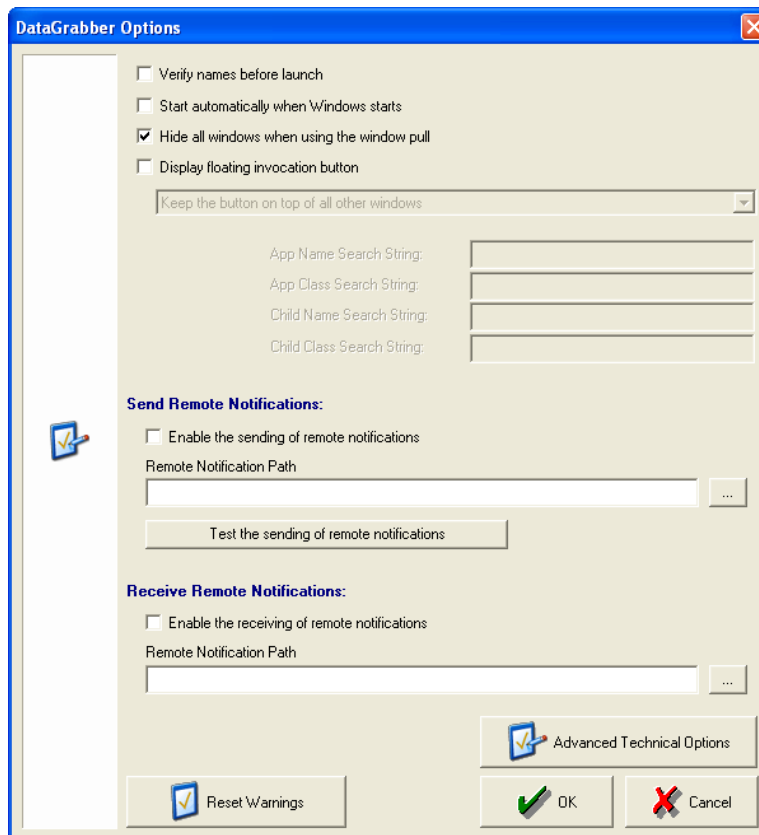 DataGrabber Options
Verify names before launch
Start automatically when Windows starts
Hide all windows when using the window pull
Display floating invocation button
Keep the button on top of all other windows
App Name Search String:
App Class Search String:
Child Name Search String:
Child Class Search String:
Send Remote Notifications:
Enable the sending of remote notifications
Remote Notification Path
...
Test the sending of remote notifications
Receive Remote Notifications:
Enable the receiving of remote notifications
Remote Notification Path
...
Advanced Technical Options
Reset Warnings
OK
Cancel